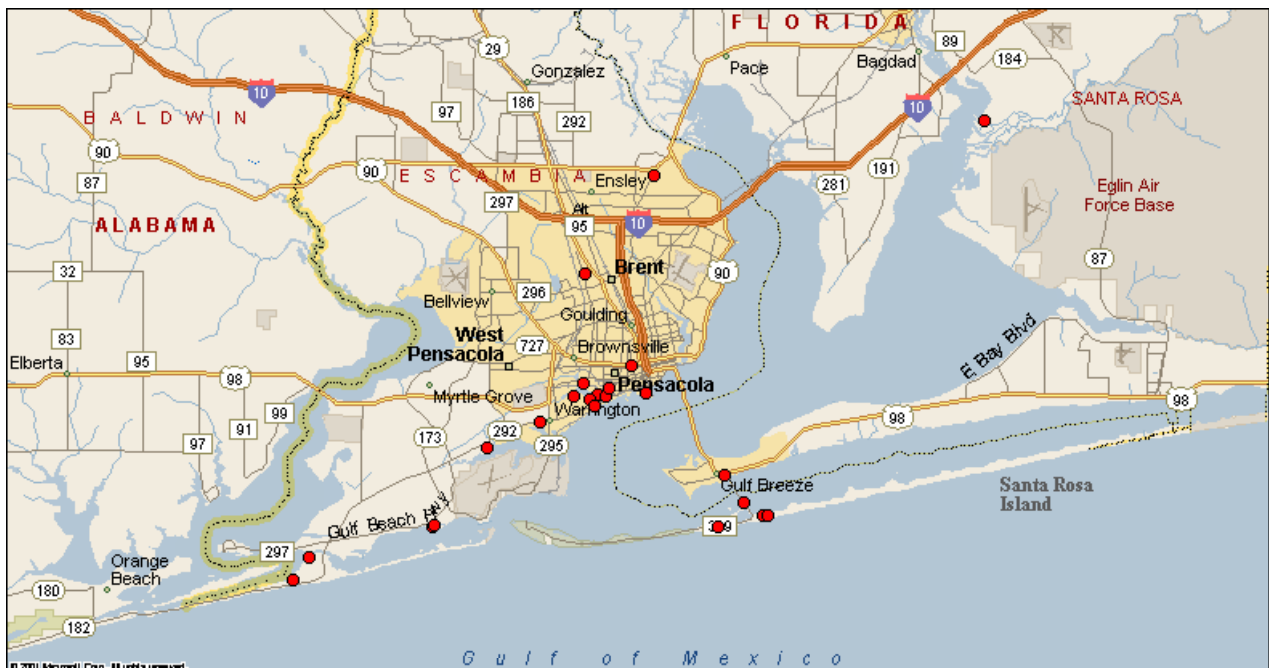 FLORIDA
29
89
184
Gonzalez
Pace
Bagdad
10
186
97
292
10
SANTA ROSA
BALDWIN
90
90
ESCAMBIA
Ensley
191
281
87
297
Eglin Air
Force Base
ALABAMA
95
10
Brent
90
87
32
Bellview
296
Goulding
83
West
Pensacola
727
Brownsville
E Bay Blvd
Elberta
95
98
Pensacola
Myrtle Grove
99
Warrington
98
98
91
173
292
295
97
Gulf Breeze
Santa Rosa
Island
Gulf Beach Hwy
297
Orange
Beach
180
182
Gulf of Mexico